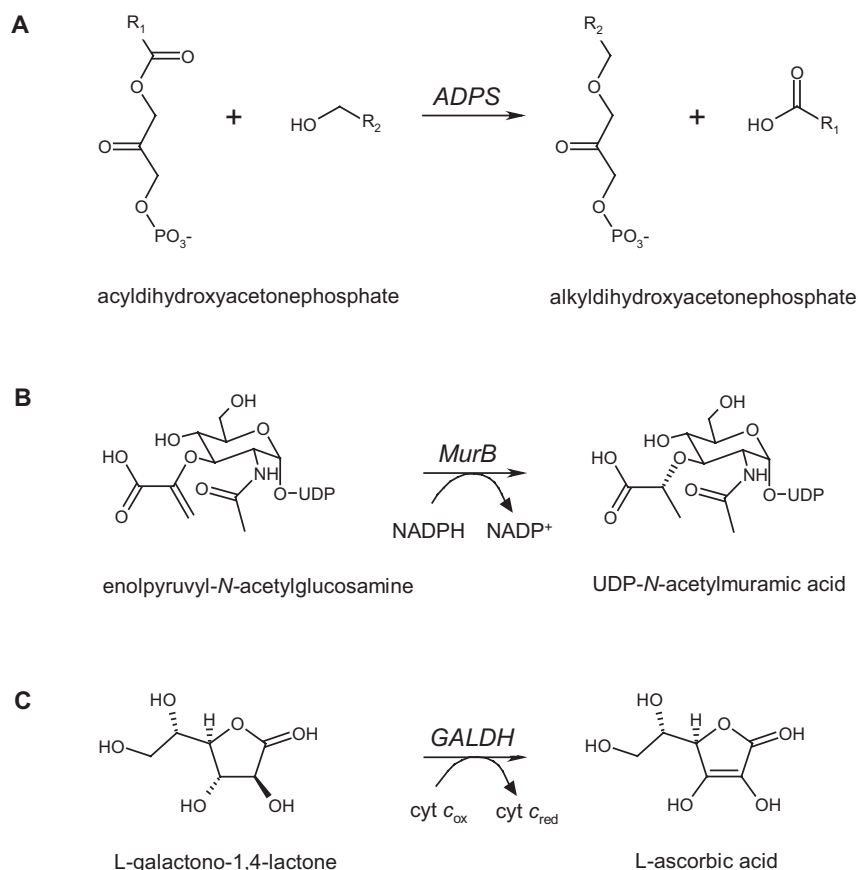 A
R1
O
O
O
O
PO3-
+
HO
R2
ADPS
R2
O
O
O
PO3-
+
O
HO
R1
acyldihydroxyacetonephosphate
alkyldihydroxyacetonephosphate
B
OH
HO
O
HO
O
O
NH
O
O-UDP
MurB
NADPH
NADP+
OH
HO
O
HO
O
O
NH
O
O-UDP
enolpyruvyl-N-acetylglucosamine
UDP-N-acetylmuramic acid
C
HO
H
O
OH
HO
HO
OH
GALDH
cyt cox
cyt cred
HO
H
O
OH
HO
HO
OH
L-galactono-1,4-lactone
L-ascorbic acid